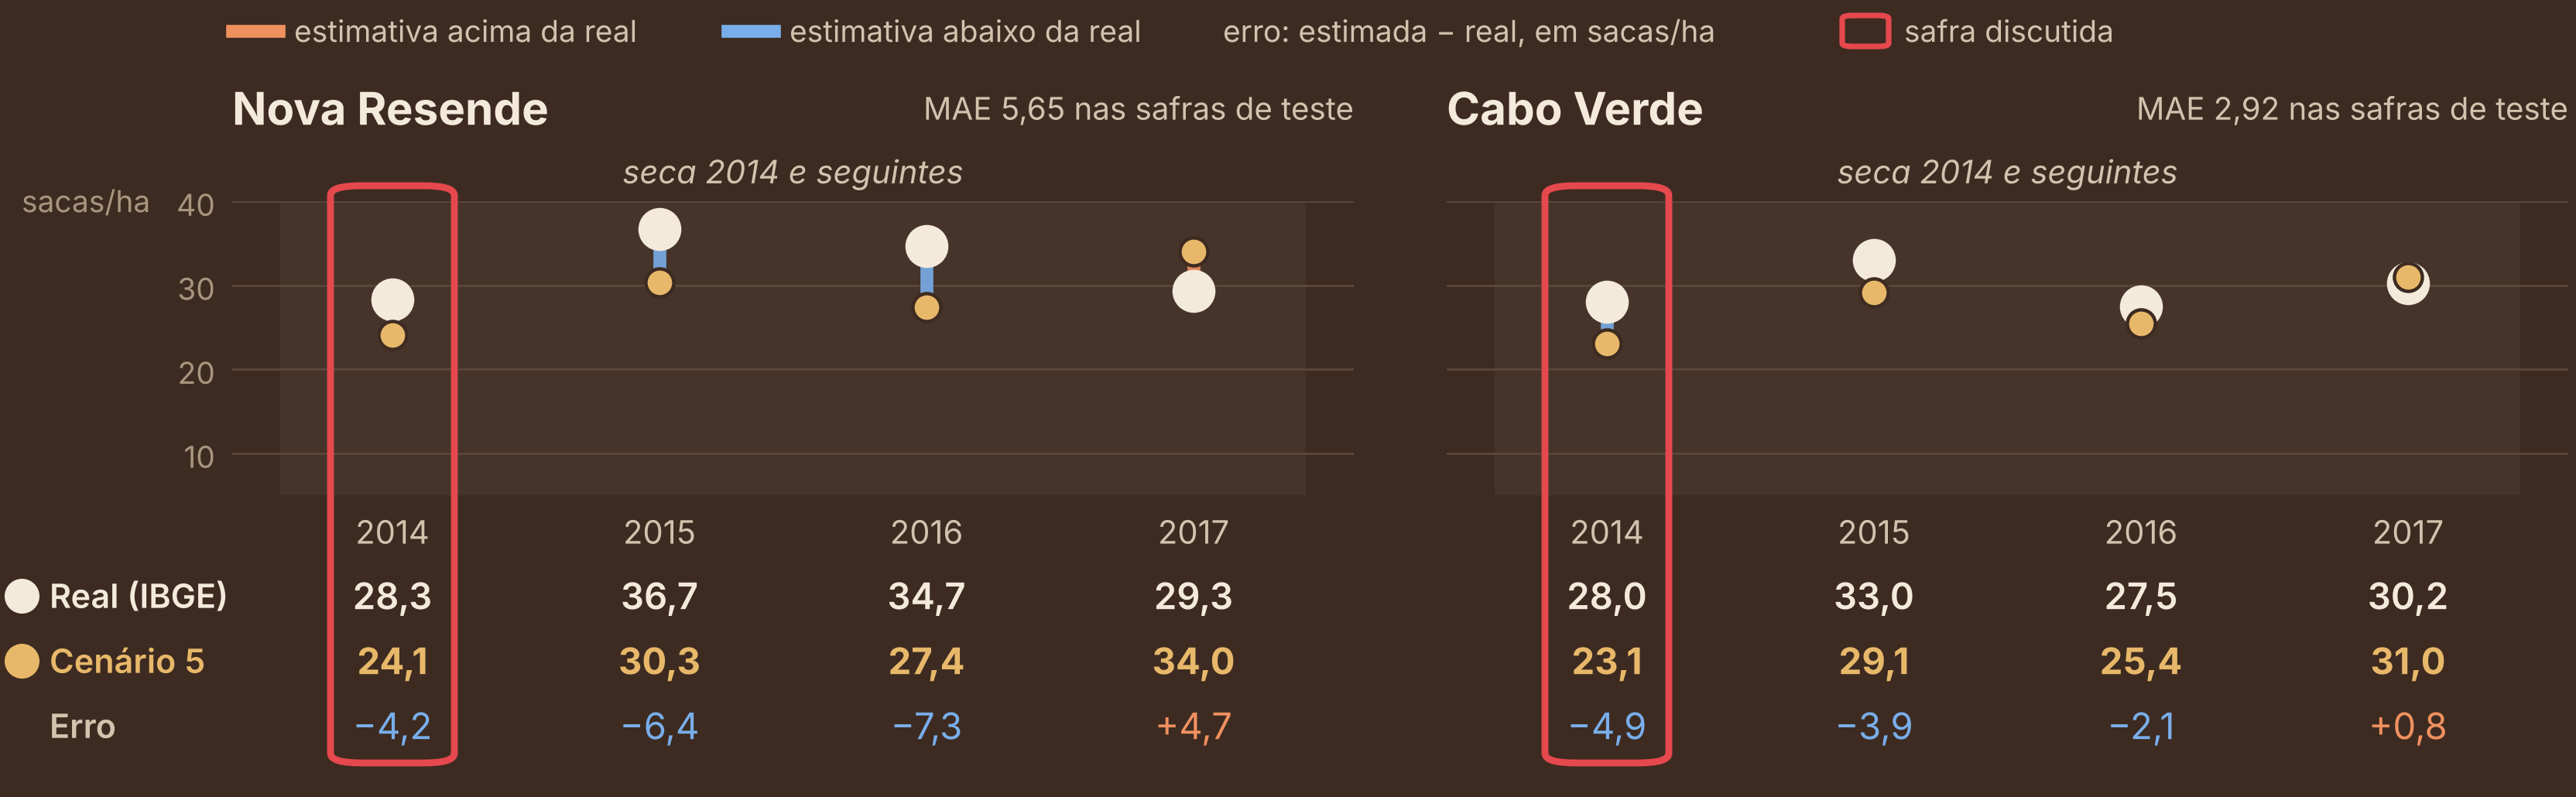 estimativa acima da real estimativa abaixo da real erro: estimada – real, em sacas/ha safra discutida
Nova Resende MAE 5,65 nas safras de teste Cabo Verde MAE 2,92 nas safras de teste
seca 2014 e seguintes seca 2014 e seguintes
sacas/ha 40
30
20
10
2014 2015 2016 2017 2014 2015 2016 2017
Real (IBGE) 28,3 36,7 34,7 29,3 28,0 33,0 27,5 30,2
Cenário 5 24,1 30,3 27,4 34,0 23,1 29,1 25,4 31,0
Erro −4,2 −6,4 −7,3 +4,7 −4,9 −3,9 −2,1 +0,8